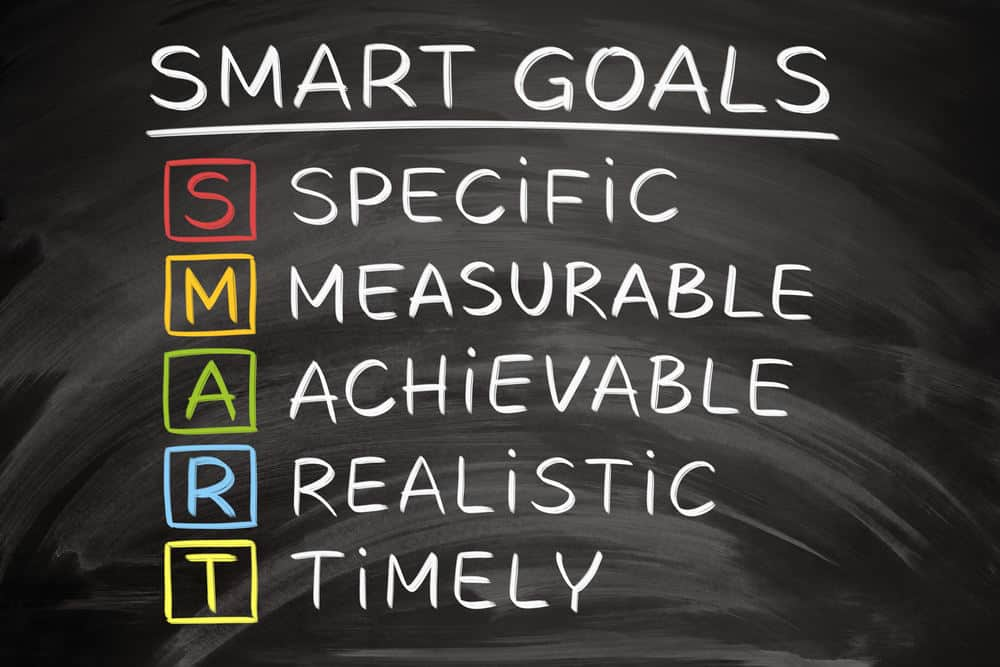 SMART GOALS
S SPECiFiC
M MEASURABLE
A ACHiEVABLE
R REALiSTiC
T TiMELY